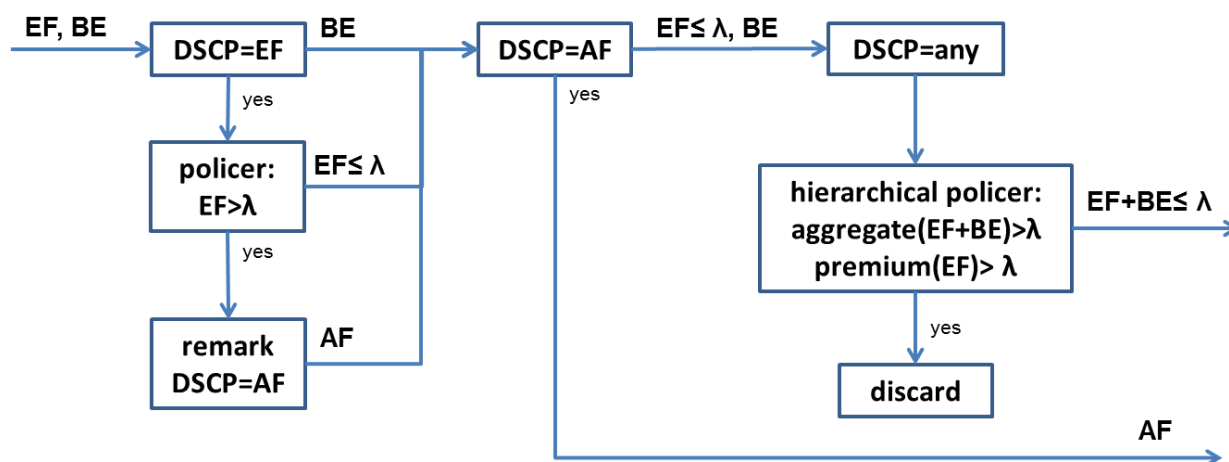 EF, BE
DSCP=EF
BE
DSCP=AF
EF≤ λ, BE
DSCP=any
yes
yes
policer:
EF>λ
EF≤ λ
hierarchical policer:
aggregate(EF+BE)>λ
premium(EF)> λ
EF+BE≤ λ
yes
yes
remark
DSCP=AF
AF
discard
AF